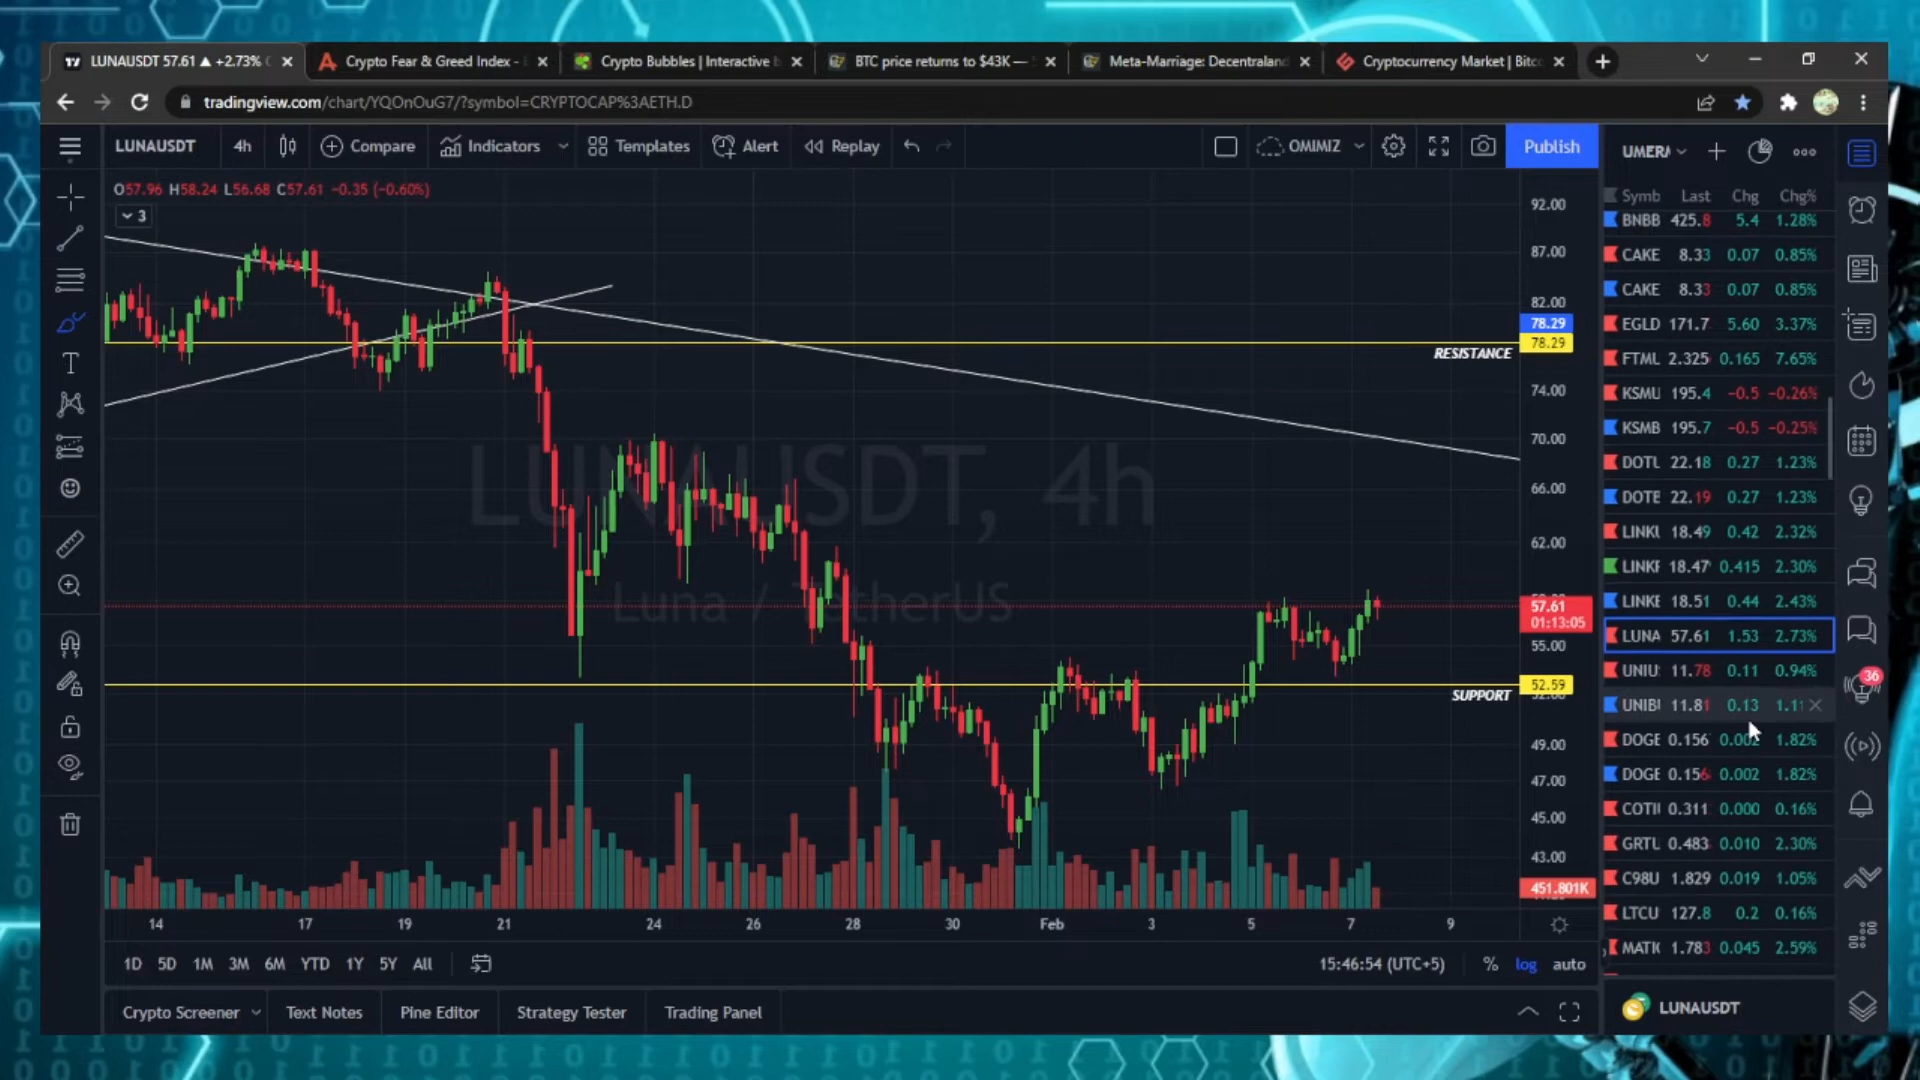 LUNAUSDT 57.61 ▲ +2.73%
Crypto Fear & Greed Index -
Crypto Bubbles | Interactive b
BTC price returns to $43K —
Meta-Marriage: Decentraland
Cryptocurrency Market | Bitc
tradingview.com/chart/YQOnOuG7/?symbol=CRYPTOCAP%3AETH.D
LUNAUSDT 4h Compare Indicators Templates Alert Replay OMIMIZ Publish
O57.96 H58.24 L56.68 C57.61 −0.35 (−0.60%)
3
LUNAUSDT, 4h
Luna / TetherUS
RESISTANCE
SUPPORT
92.00
87.00
82.00
78.29
78.29
74.00
70.00
66.00
62.00
57.61
01:13:05
55.00
52.59
49.00
47.00
45.00
43.00
451.801K
14 17 19 21 24 26 28 30 Feb 3 5 7 9
1D 5D 1M 3M 6M YTD 1Y 5Y All
15:46:54 (UTC+5) % log auto
Crypto Screener Text Notes Pine Editor Strategy Tester Trading Panel
UMER
Symb Last Chg Chg%
BNBB 425.8 5.4 1.28%
CAKE 8.33 0.07 0.85%
CAKE 8.33 0.07 0.85%
EGLD 171.7 5.60 3.37%
FTML 2.325 0.165 7.65%
KSMU 195.4 −0.5 −0.26%
KSMB 195.7 −0.5 −0.25%
DOTL 22.18 0.27 1.23%
DOTE 22.19 0.27 1.23%
LINKU 18.49 0.42 2.32%
LINKF 18.47 0.415 2.30%
LINKE 18.51 0.44 2.43%
LUNA 57.61 1.53 2.73%
UNIU 11.78 0.11 0.94%
UNIBU 11.81 0.13 1.1
DOGE 0.156 0.002 1.82%
DOGE 0.156 0.002 1.82%
COTII 0.311 0.000 0.16%
GRTL 0.483 0.010 2.30%
C98U 1.829 0.019 1.05%
LTCU 127.8 0.2 0.16%
MATIC 1.783 0.045 2.59%
LUNAUSDT
36